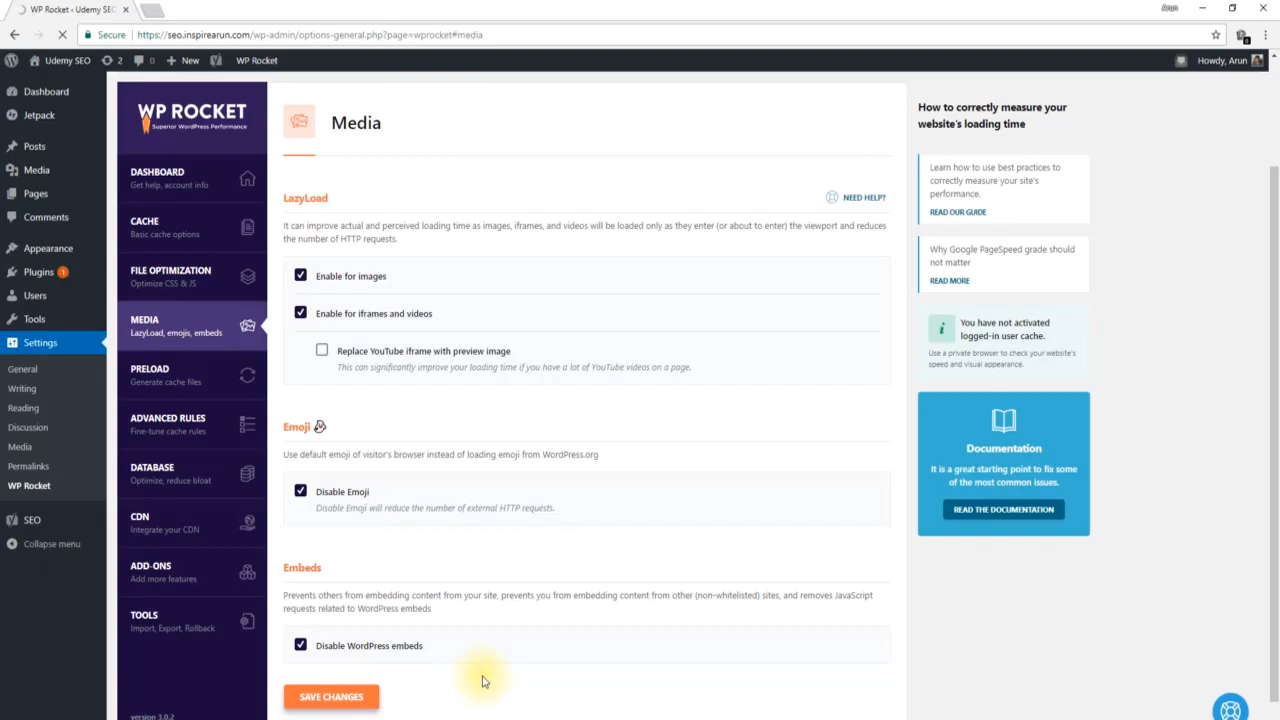 WP Rocket ‹ Udemy SEO
Arun
Secure
https://seo.inspirearun.com/wp-admin/options-general.php?page=wprocket#media
Udemy SEO
2
0
New
WP Rocket
Howdy, Arun
Dashboard
Jetpack
Posts
Media
Pages
Comments
Appearance
Plugins 1
Users
Tools
Settings
General
Writing
Reading
Discussion
Media
Permalinks
WP Rocket
SEO
Collapse menu
WP ROCKET
Superior WordPress Performance
DASHBOARD
Get help, account info
CACHE
Basic cache options
FILE OPTIMIZATION
Optimize CSS & JS
MEDIA
LazyLoad, emojis, embeds
PRELOAD
Generate cache files
ADVANCED RULES
Fine-tune cache rules
DATABASE
Optimize, reduce bloat
CDN
Integrate your CDN
ADD-ONS
Add more features
TOOLS
Import, Export, Rollback
version 3.0.2
Media
LazyLoad
NEED HELP?
It can improve actual and perceived loading time as images, iframes, and videos will be loaded only as they enter (or about to enter) the viewport and reduces
the number of HTTP requests.
Enable for images
Enable for iframes and videos
Replace YouTube iframe with preview image
This can significantly improve your loading time if you have a lot of YouTube videos on a page.
Emoji
Use default emoji of visitor's browser instead of loading emoji from WordPress.org
Disable Emoji
Disable Emoji will reduce the number of external HTTP requests.
Embeds
Prevents others from embedding content from your site, prevents you from embedding content from other (non-whitelisted) sites, and removes JavaScript
requests related to WordPress embeds
Disable WordPress embeds
SAVE CHANGES
How to correctly measure your
website's loading time
Learn how to use best practices to
correctly measure your site's
performance.
READ OUR GUIDE
Why Google PageSpeed grade should
not matter
READ MORE
You have not activated
logged-in user cache.
Use a private browser to check your website's
speed and visual appearance.
Documentation
It is a great starting point to fix some
of the most common issues.
READ THE DOCUMENTATION